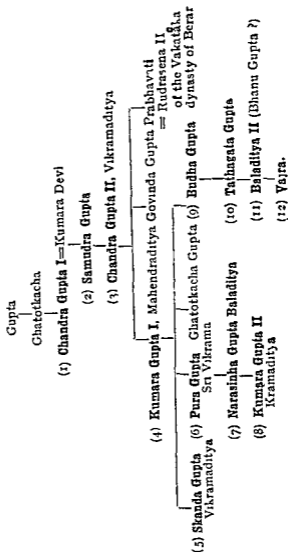 Gupta
Ghatotkacha
(1) Chandra Gupta I=Kumara Devi
(2) Samudra Gupta
(3) Chandra Gupta II, Vikramaditya
(4) Kumara Gupta I, Mahendraditya Govinda Gupta Prabhavati
= Rudrasena II
of the Vakataka
dynasty of Berar
(5) Skanda Gupta (6) Pura Gupta Ghatotkacha Gupta (9) Budha Gupta
Vikramaditya Sri Vikrama
(7) Narasinha Gupta Baladitya (10) Tathagata Gupta
(8) Kumara Gupta II (11) Baladitya II (Bhanu Gupta ?)
Kramaditya
(12) Vajra.